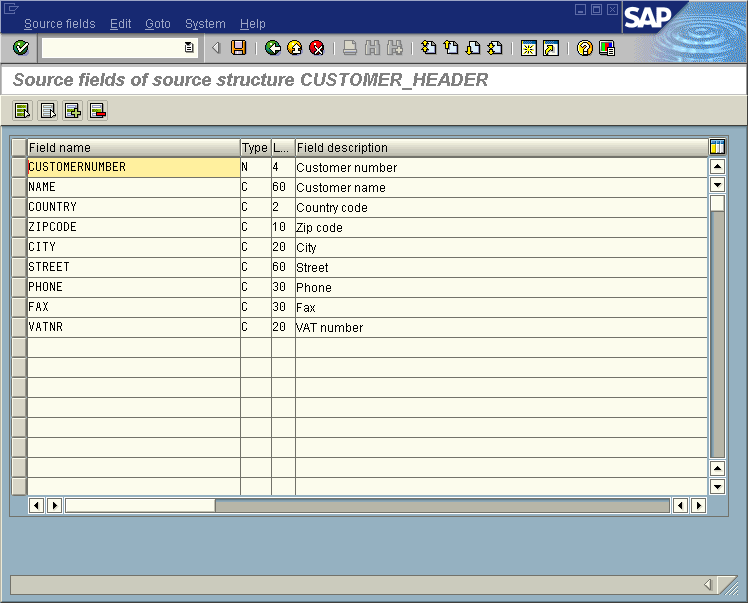 Source fields Edit Goto System Help
SAP
Source fields of source structure CUSTOMER_HEADER
Field name Type L... Field description
CUSTOMERNUMBER N 4 Customer number
NAME C 60 Customer name
COUNTRY C 2 Country code
ZIPCODE C 10 Zip code
CITY C 20 City
STREET C 60 Street
PHONE C 30 Phone
FAX C 30 Fax
VATNR C 20 VAT number